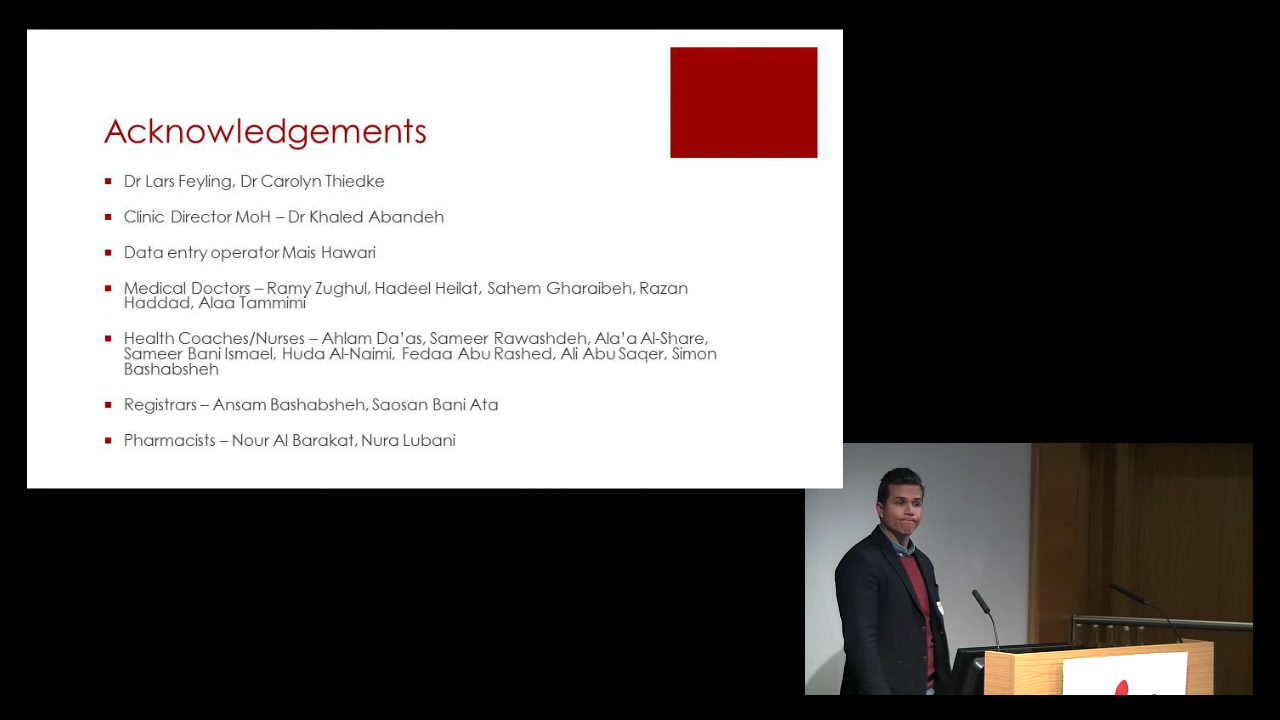 Acknowledgements
Dr Lars Feyling, Dr Carolyn Thiedke
Clinic Director MoH – Dr Khaled Abandeh
Data entry operator Mais Hawari
Medical Doctors – Ramy Zughul, Hadeel Heilat, Sahem Gharaibeh, Razan
Haddad, Alaa Tammimi
Health Coaches/Nurses – Ahlam Da’as, Sameer Rawashdeh, Ala’a Al-Share,
Sameer Bani Ismael, Huda Al-Naimi, Fedaa Abu Rashed, Ali Abu Saqer, Simon
Bashabsheh
Registrars – Ansam Bashabsheh, Saosan Bani Ata
Pharmacists – Nour Al Barakat, Nura Lubani